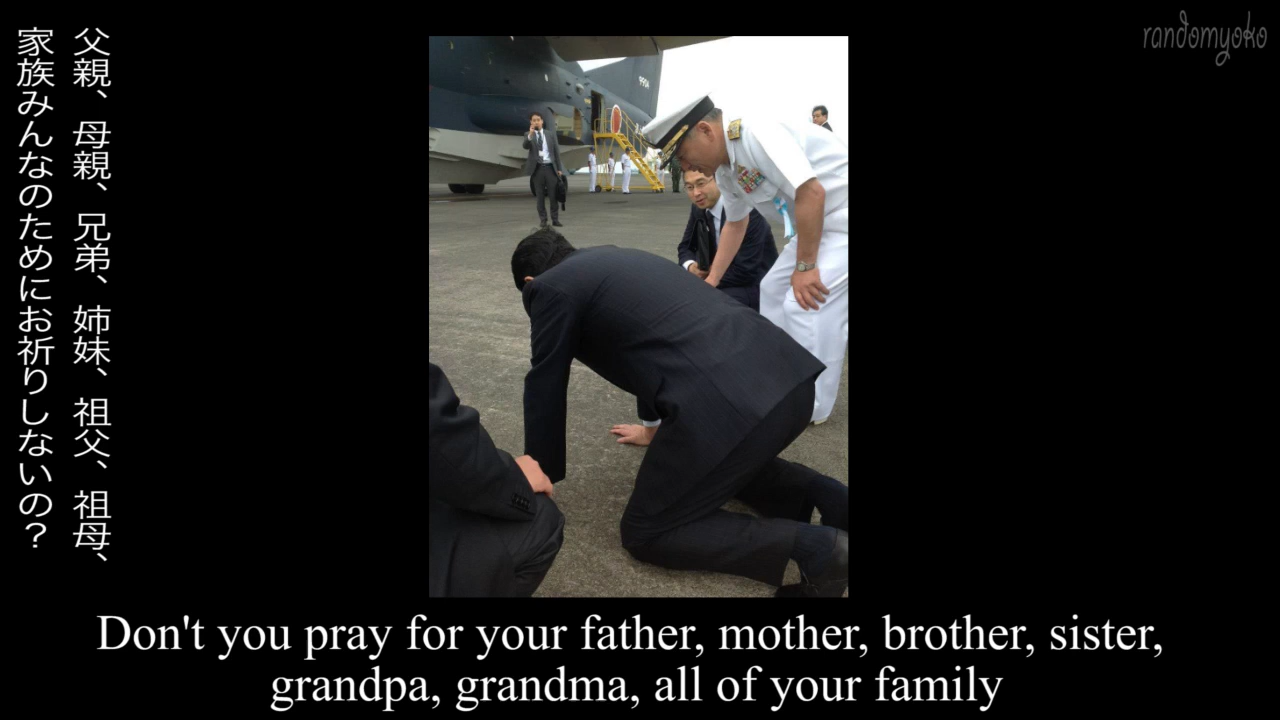 randomyoko
父親、母親、兄弟、姉妹、祖父、祖母、
家族みんなのためにお祈りしないの？
9904
Don't you pray for your father, mother, brother, sister,
grandpa, grandma, all of your family